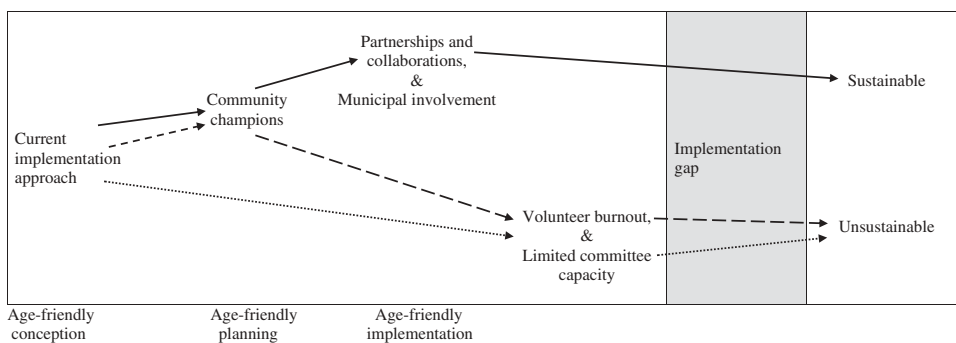 Partnerships and
collaborations,
&
Municipal involvement
Sustainable
Community
champions
Current
implementation
approach
Implementation
gap
Volunteer burnout,
&
Limited committee
capacity
Unsustainable
Age-friendly
conception
Age-friendly
planning
Age-friendly
implementation